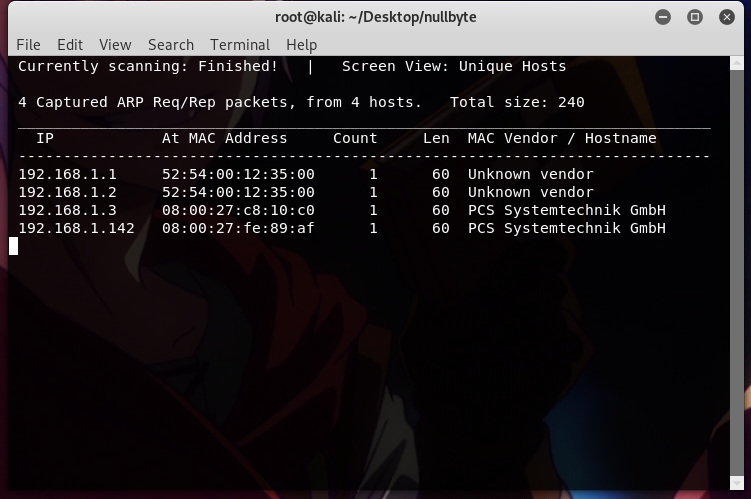 root@kali: ~/Desktop/nullbyte
File Edit View Search Terminal Help
Currently scanning: Finished! | Screen View: Unique Hosts
4 Captured ARP Req/Rep packets, from 4 hosts. Total size: 240
_____________________________________________________________________________
IP At MAC Address Count Len MAC Vendor / Hostname
-----------------------------------------------------------------------------
192.168.1.1 52:54:00:12:35:00 1 60 Unknown vendor
192.168.1.2 52:54:00:12:35:00 1 60 Unknown vendor
192.168.1.3 08:00:27:c8:10:c0 1 60 PCS Systemtechnik GmbH
192.168.1.142 08:00:27:fe:89:af 1 60 PCS Systemtechnik GmbH